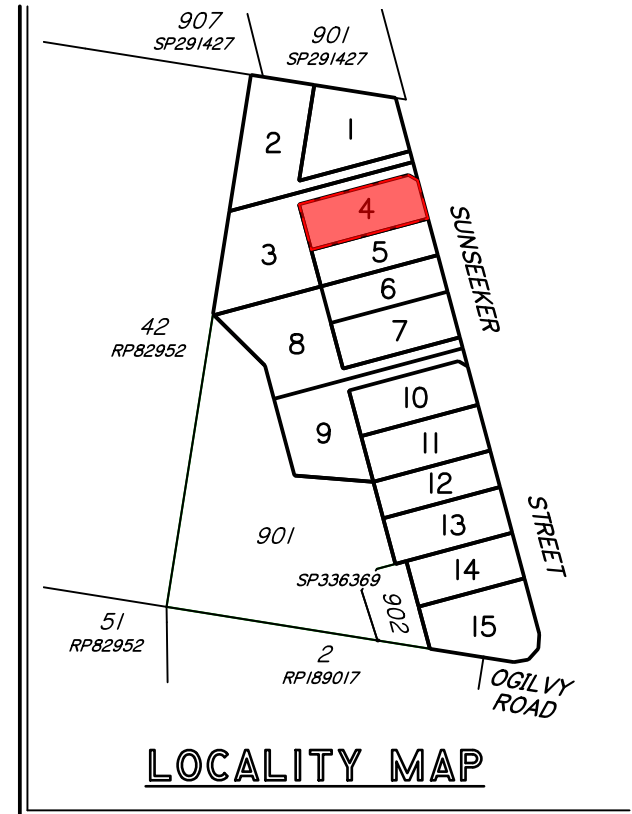 907
SP291427
901
SP291427
1
2
4
3
5
6
7
8
SUNSEEKER
42
RP82952
10
9
11
12
13
14
15
STREET
901
SP336369
902
51
RP82952
2
RP189017
OGILVY
ROAD
LOCALITY MAP